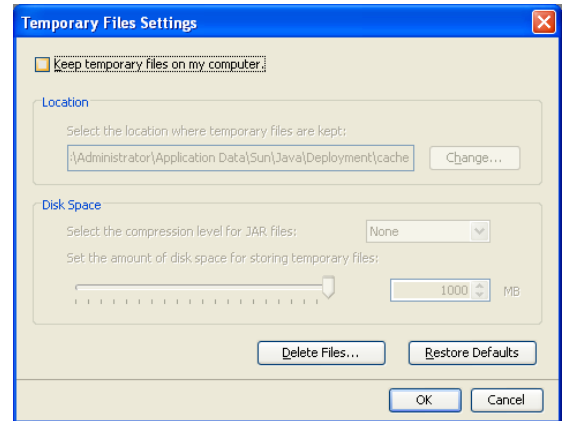 Temporary Files Settings
Keep temporary files on my computer.
Location
Select the location where temporary files are kept:
:\Administrator\Application Data\Sun\Java\Deployment\cache
Change...
Disk Space
Select the compression level for JAR files:
None
Set the amount of disk space for storing temporary files:
1000
MB
Delete Files...
Restore Defaults
OK
Cancel